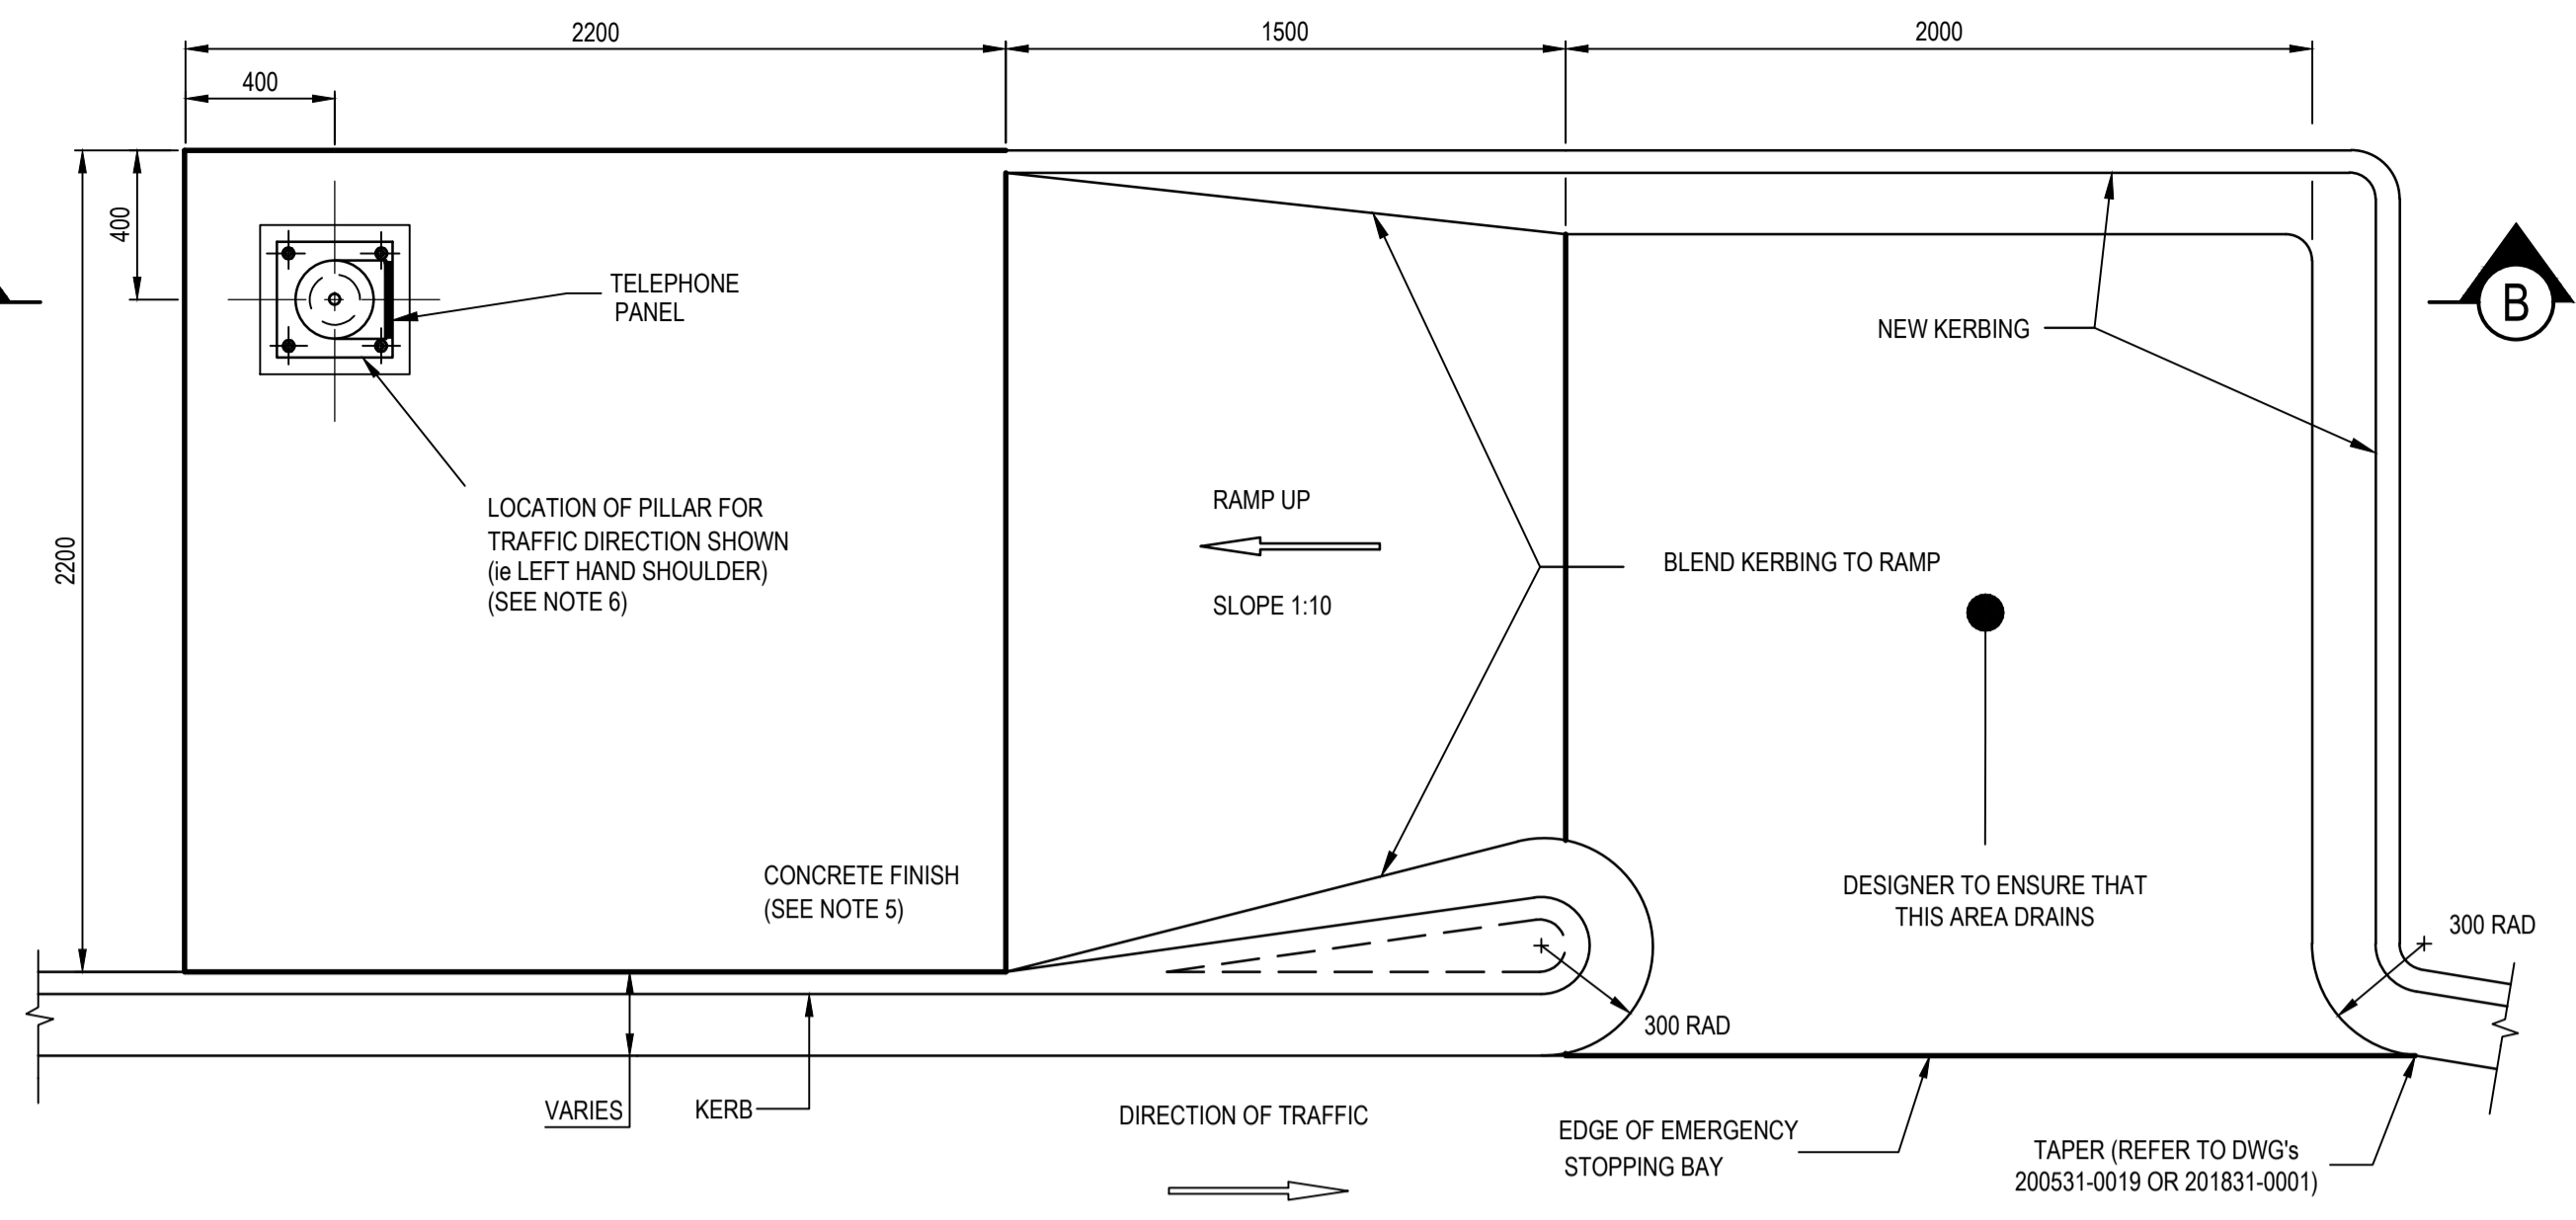 2200
1500
2000
400
400
2200
TELEPHONE
PANEL
NEW KERBING
B
LOCATION OF PILLAR FOR
TRAFFIC DIRECTION SHOWN
(ie LEFT HAND SHOULDER)
(SEE NOTE 6)
RAMP UP
SLOPE 1:10
BLEND KERBING TO RAMP
CONCRETE FINISH
(SEE NOTE 5)
DESIGNER TO ENSURE THAT
THIS AREA DRAINS
300 RAD
300 RAD
VARIES
KERB
DIRECTION OF TRAFFIC
EDGE OF EMERGENCY
STOPPING BAY
TAPER (REFER TO DWG's
200531-0019 OR 201831-0001)